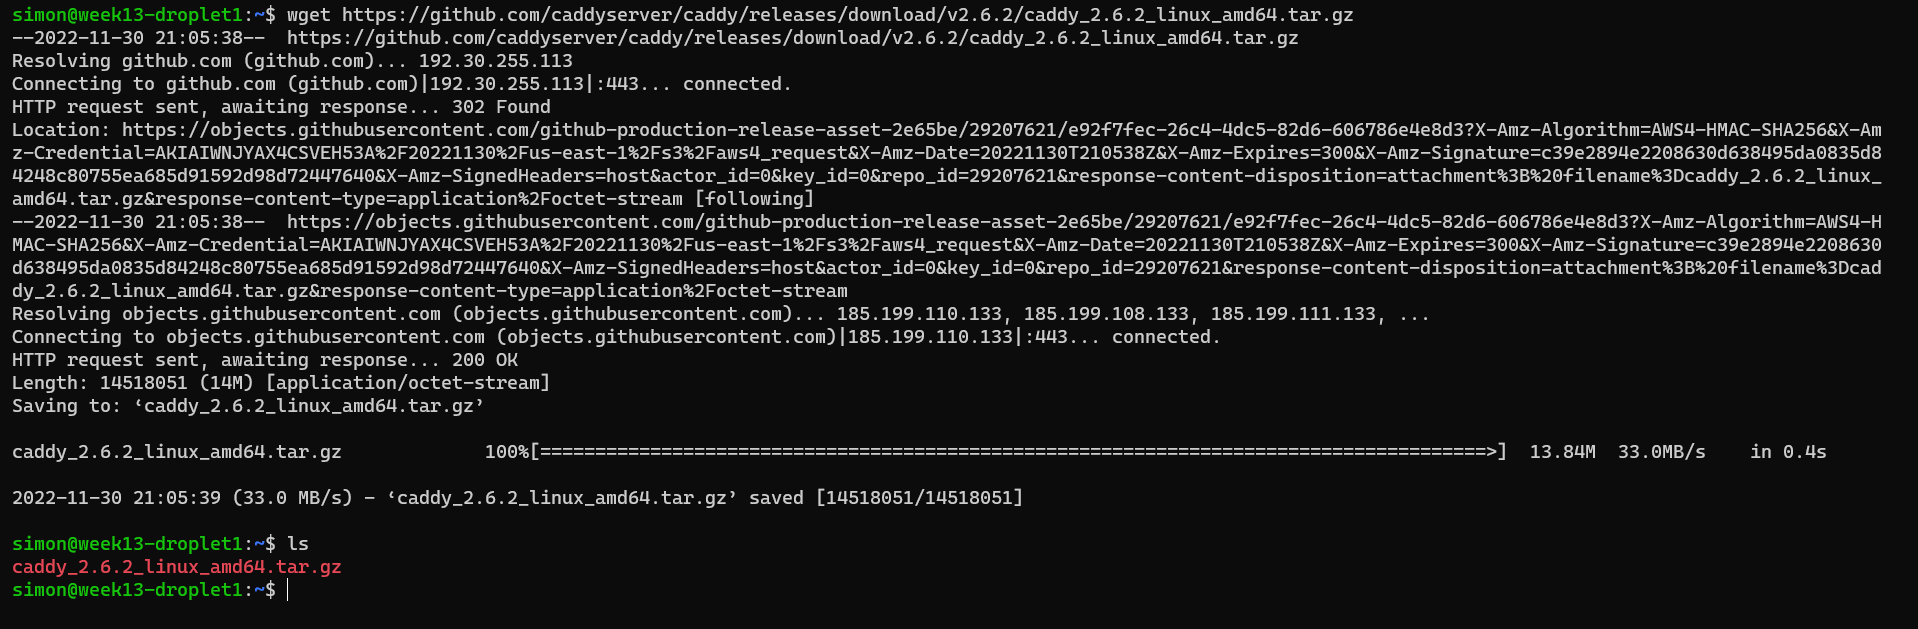 simon@week13-droplet1:~$ wget https://github.com/caddyserver/caddy/releases/download/v2.6.2/caddy_2.6.2_linux_amd64.tar.gz
--2022-11-30 21:05:38--  https://github.com/caddyserver/caddy/releases/download/v2.6.2/caddy_2.6.2_linux_amd64.tar.gz
Resolving github.com (github.com)... 192.30.255.113
Connecting to github.com (github.com)|192.30.255.113|:443... connected.
HTTP request sent, awaiting response... 302 Found
Location: https://objects.githubusercontent.com/github-production-release-asset-2e65be/29207621/e92f7fec-26c4-4dc5-82d6-606786e4e8d3?X-Amz-Algorithm=AWS4-HMAC-SHA256&X-Am
z-Credential=AKIAIWNJYAX4CSVEH53A%2F20221130%2Fus-east-1%2Fs3%2Faws4_request&X-Amz-Date=20221130T210538Z&X-Amz-Expires=300&X-Amz-Signature=c39e2894e2208630d638495da0835d8
4248c80755ea685d91592d98d72447640&X-Amz-SignedHeaders=host&actor_id=0&key_id=0&repo_id=29207621&response-content-disposition=attachment%3B%20filename%3Dcaddy_2.6.2_linux_
amd64.tar.gz&response-content-type=application%2Foctet-stream [following]
--2022-11-30 21:05:38--  https://objects.githubusercontent.com/github-production-release-asset-2e65be/29207621/e92f7fec-26c4-4dc5-82d6-606786e4e8d3?X-Amz-Algorithm=AWS4-H
MAC-SHA256&X-Amz-Credential=AKIAIWNJYAX4CSVEH53A%2F20221130%2Fus-east-1%2Fs3%2Faws4_request&X-Amz-Date=20221130T210538Z&X-Amz-Expires=300&X-Amz-Signature=c39e2894e2208630
d638495da0835d84248c80755ea685d91592d98d72447640&X-Amz-SignedHeaders=host&actor_id=0&key_id=0&repo_id=29207621&response-content-disposition=attachment%3B%20filename%3Dcad
dy_2.6.2_linux_amd64.tar.gz&response-content-type=application%2Foctet-stream
Resolving objects.githubusercontent.com (objects.githubusercontent.com)... 185.199.110.133, 185.199.108.133, 185.199.111.133, ...
Connecting to objects.githubusercontent.com (objects.githubusercontent.com)|185.199.110.133|:443... connected.
HTTP request sent, awaiting response... 200 OK
Length: 14518051 (14M) [application/octet-stream]
Saving to: ‘caddy_2.6.2_linux_amd64.tar.gz’
caddy_2.6.2_linux_amd64.tar.gz             100%[======================================================================================>]  13.84M  33.0MB/s    in 0.4s
2022-11-30 21:05:39 (33.0 MB/s) - ‘caddy_2.6.2_linux_amd64.tar.gz’ saved [14518051/14518051]
simon@week13-droplet1:~$ ls
caddy_2.6.2_linux_amd64.tar.gz
simon@week13-droplet1:~$